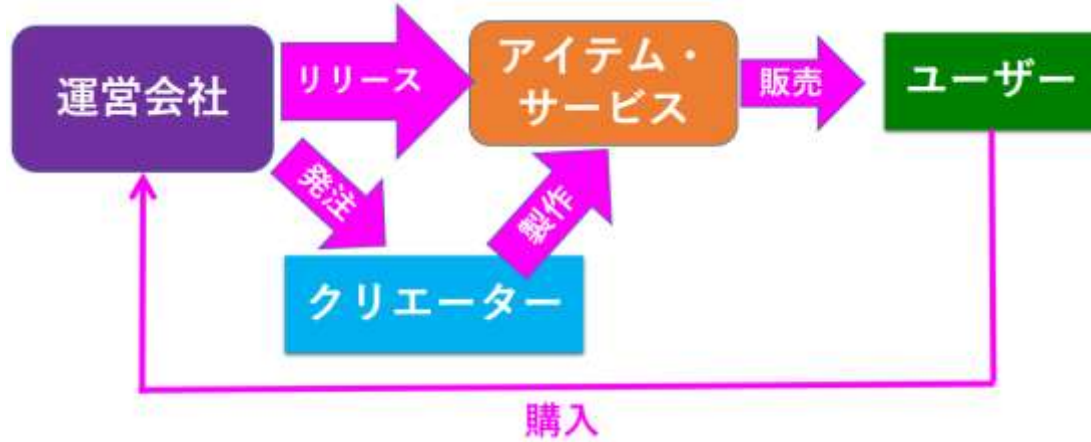 運営会社
リリース
アイテム・
サービス
販売
ユーザー
発注
製作
クリエーター
購入